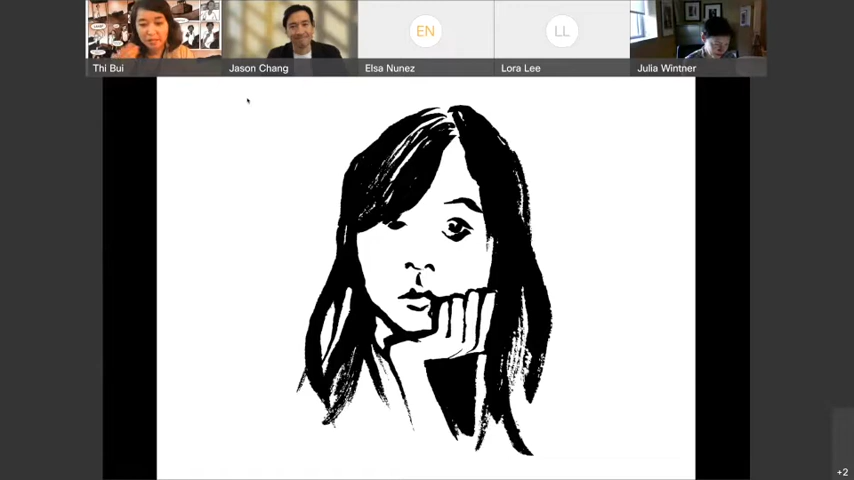 EN
LL
Thi Bui
Jason Chang
Elsa Nunez
Lora Lee
Julia Wintner
+2